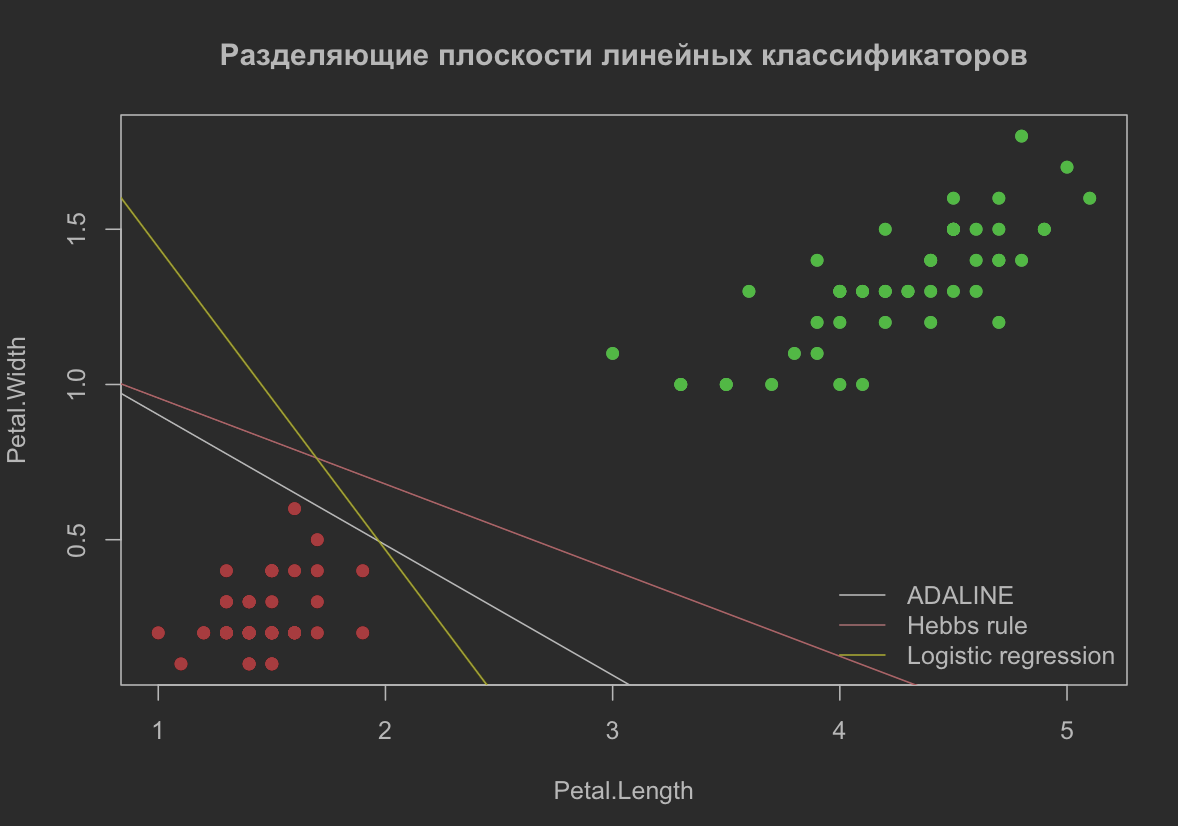 Разделяющие плоскости линейных классификаторов
Petal.Width
1.5
1.0
0.5
ADALINE
Hebbs rule
Logistic regression
1 2 3 4 5
Petal.Length